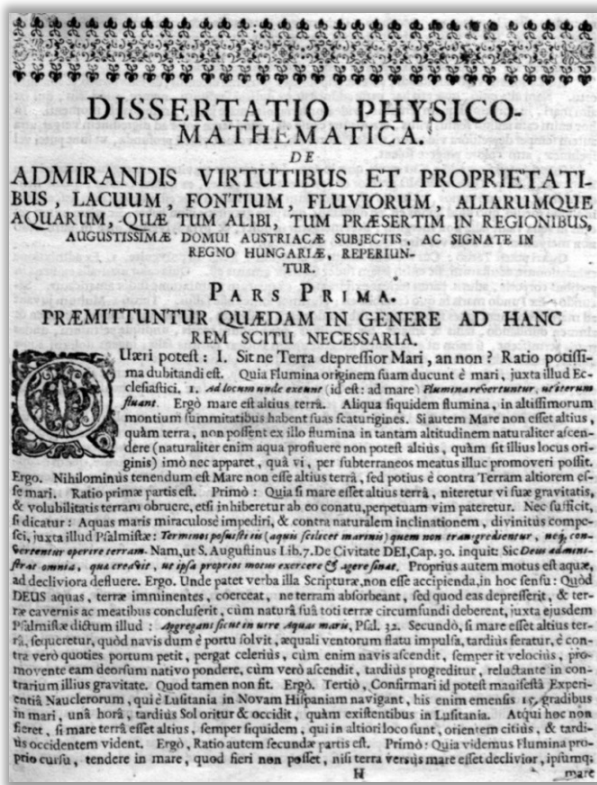 DISSERTATIO PHYSICO-
MATHEMATICA.
DE
ADMIRANDIS VIRTUTIBUS ET PROPRIETATI-
BUS, LACUUM, FONTIUM, FLUVIORUM, ALIARUMQUE
AQUARUM, QUÆ TUM ALIBI, TUM PRÆSERTIM IN REGIONIBUS,
AUGUSTISSIMÆ DOMUI AUSTRIACÆ SUBJECTIS, AC SIGNATE IN
REGNO HUNGARIÆ, REPERIUN-
TUR.
PARS PRIMA.
PRÆMITTUNTUR QUÆDAM IN GENERE AD HANC
REM SCITU NECESSARIA.
QUæri potest: I. Sit ne Terra depressior Mari, an non? Ratio potissi-
ma dubitandi est. Quia Flumina originem suam ducunt è mari, juxta illud Ec-
clesiastici, 1. Ad locum unde exeunt (id est: ad mare) Flumina revertuntur, ut iterum
fluant. Ergò mare est altius terrâ. Aliqua siquidem flumina, in altissimorum
montium summitatibus habent suas scaturigines. Si autem Mare non esset altius,
quàm terra, non possent ex illo flumina in tantam altitudinem naturaliter ascen-
dere (naturaliter enim aqua profluere non potest altiùs, quàm sit illius locus ori-
ginis) imò nec apparet, quâ vi, per subterraneos meatus illuc promoveri possit.
Ergo. Nihilominùs tenendum est Mare non esse altius terrâ, sed potius è contra Terram altiorem es-
se mari. Ratio primæ partis est. Primò: Quia si mare esset altius terrâ, niteretur vi suæ gravitatis,
& volubilitatis terram obruere, etsi inhiberetur ab eo conatu, perpetuam vim pateretur. Nec sufficit,
si dicatur: Aquas maris miraculosè impediri, & contra naturalem inclinationem, divinitus compe-
sci, juxta illud Psalmistæ: Terminos posuisti iis (aquis scilicet marinis) quem non transgredientur, neq; con-
vertentur operire terram. Nam, ut S. Augustinus Lib. 7. De Civitate DEI, Cap. 30. inquit: Sic Deus admini-
strat omnia, quæ creavit, ut ipsa proprios motus exercere & agere sinat. Proprius autem motus est aquæ,
ad decliviora defluere. Ergo. Unde patet verba illa Scripturæ, non esse accipienda, in hoc sensu: Quòd
DEUS aquas, terræ imminentes, coërceat, ne terram absorbeant, sed quod eas depresserit, & ter-
ræ cavernis ac meatibus concluserit, cùm naturâ suâ toti terræ circumfundi deberent, juxta ejusdem
Psalmistæ dictum illud: Aggregans sicut in utre Aquas maris, Psal. 32. Secundò, si mare esset altius ter-
râ, sequeretur, quòd navis dum è portu solvit, æquali ventorum flatu impulsa, tardiùs feratur, è con-
tra verò quoties portum petit, pergat celeriùs, cùm enim navis ascendit, semper it velociùs, pro-
movente eam deorsum nativo pondere, cùm verò ascendit, tardiùs progreditur, reluctante in con-
trarium illius gravitate. Quod tamen non fit. Ergò. Tertiò, Confirmari id potest manifestâ Experi-
entiâ Nauclerorum, qui è Lusitania in Novam Hispaniam navigant, his enim emensis 15. gradibus
in mari, unâ horâ, tardiùs Sol oritur & occidit, quàm existentibus in Lusitania. Atqui hoc non
fieret, si mare terrâ esset altius, semper siquidem, qui in altiori loco sunt, orientem citiùs, & tardi-
ùs occidentem vident. Ergò, Ratio autem secundæ partis est. Primò: Quia videmus Flumina pro-
prio cursu, tendere in mare, quod fieri non posset, nisi terra versùs mare esset declivior, ipsumq;
H
mare